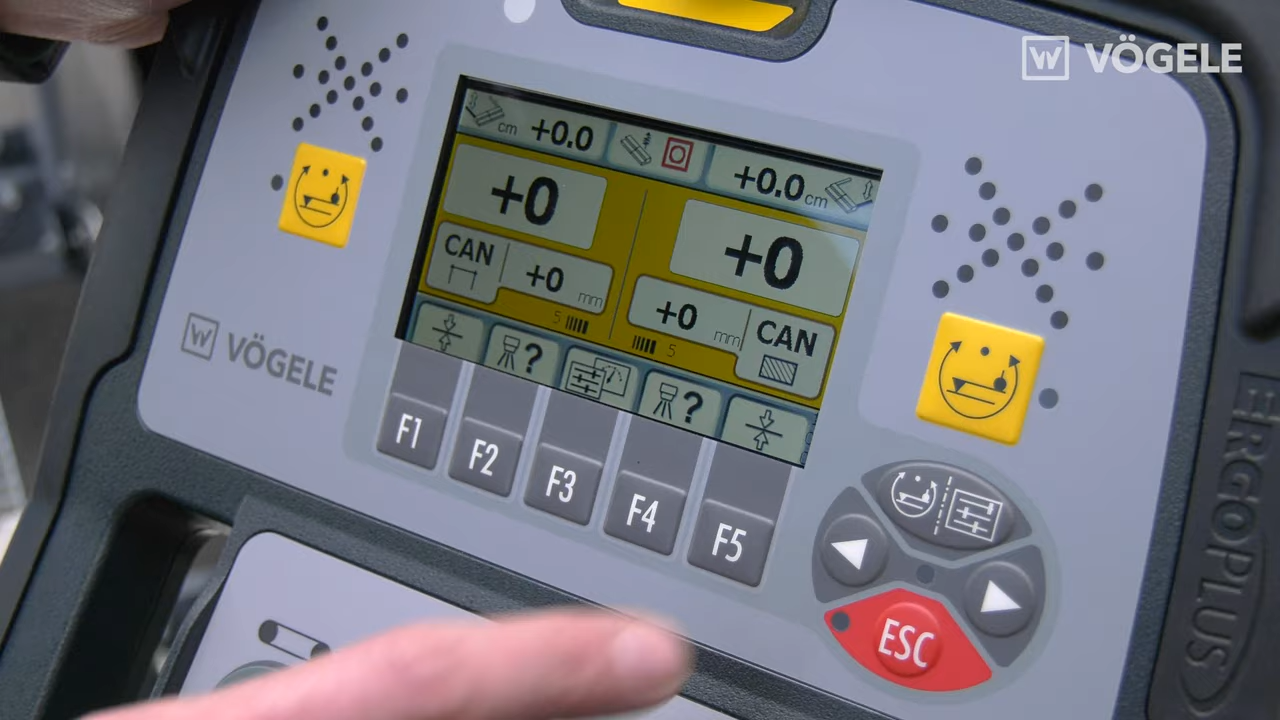 VÖGELE
cm +0.0
+0.0 cm
+0
+0
CAN
+0 mm
+0 mm
CAN
5
5
?
?
VÖGELE
F1
F2
F3
F4
F5
ESC
ERGOPLUS